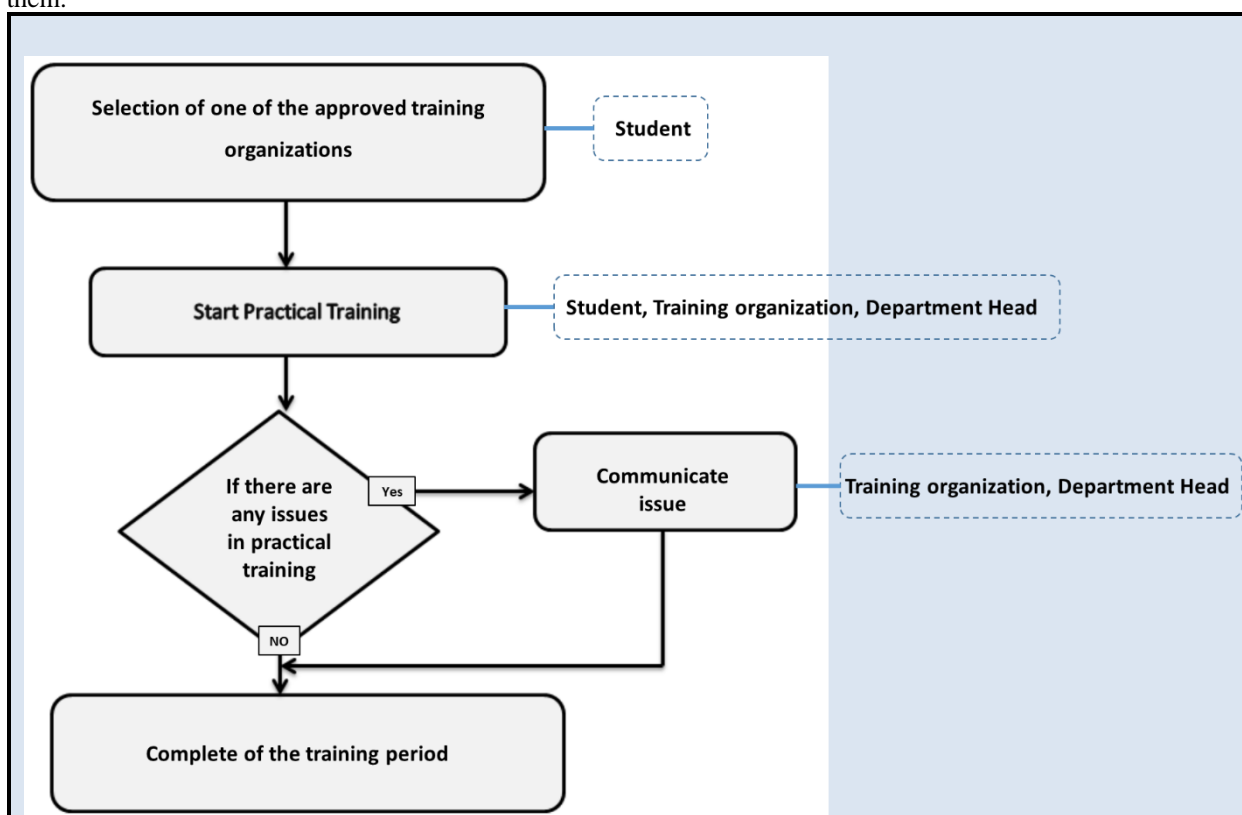 them.
Selection of one of the approved training
organizations
Student
Start Practical Training
Student, Training organization, Department Head
If there are
any issues
in practical
training
Yes
Communicate
issue
Training organization, Department Head
NO
Complete of the training period